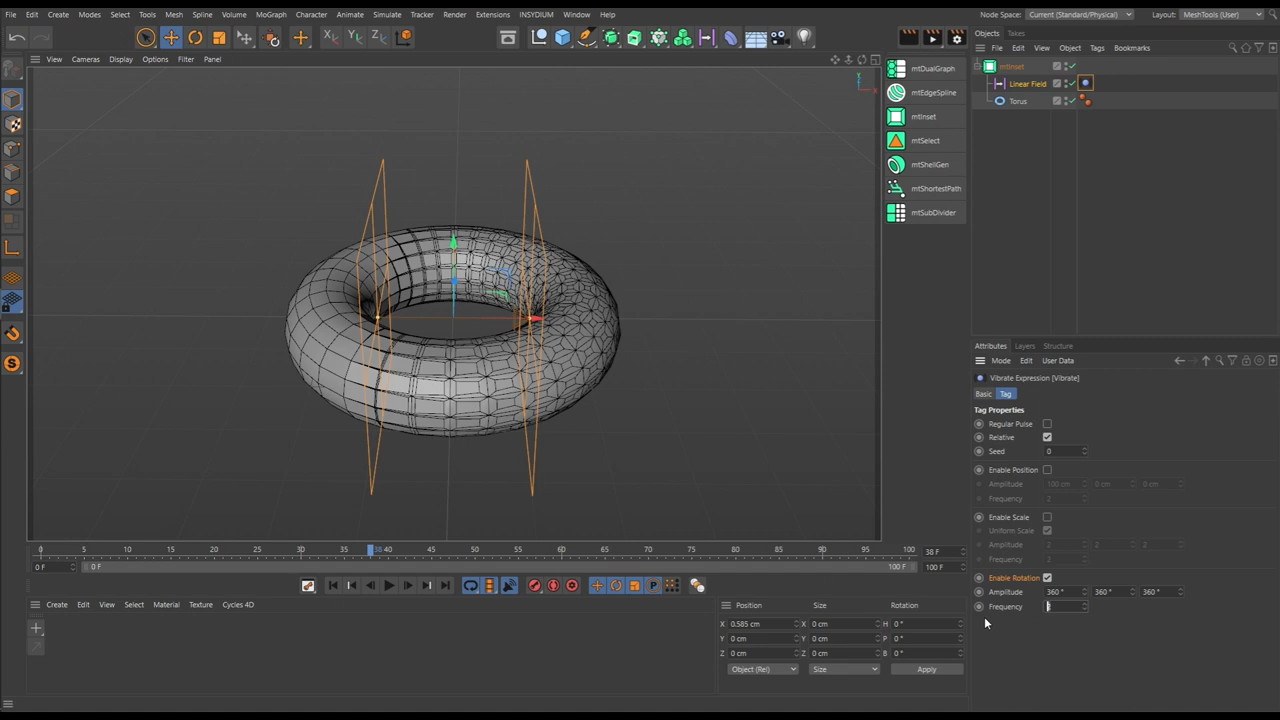 File Edit Create Modes Select Tools Mesh Spline Volume MoGraph Character Animate Simulate Tracker Render Extensions INSYDIUM Window Help Node Space: Current (Standard/Physical) Layout: MeshTools (User)
Objects Takes
File Edit View Object Tags Bookmarks
View Cameras Display Options Filter Panel
mtInset
Linear Field
Torus
mtDualGraph
mtEdgeSpline
mtInset
mtSelect
mtShellGen
mtShortestPath
mtSubDivider
Y
X
Attributes Layers Structure
Mode Edit User Data
Vibrate Expression [Vibrate]
Basic Tag
Tag Properties
Regular Pulse
Relative
Seed 0
Enable Position
Amplitude 100 cm 0 cm 0 cm
Frequency 2
Enable Scale
Uniform Scale
Amplitude 2 2 2
Frequency 2
Enable Rotation
Amplitude 360 ° 360 ° 360 °
Frequency
0 5 10 15 20 25 30 35 38 40 45 50 55 60 65 70 75 80 85 90 95 100 38 F
0 F 0 F 100 F 100 F
Create Edit View Select Material Texture Cycles 4D
Position Size Rotation
X 0.585 cm X 0 cm H 0 °
Y 0 cm Y 0 cm P 0 °
Z 0 cm Z 0 cm B 0 °
Object (Rel) Size Apply